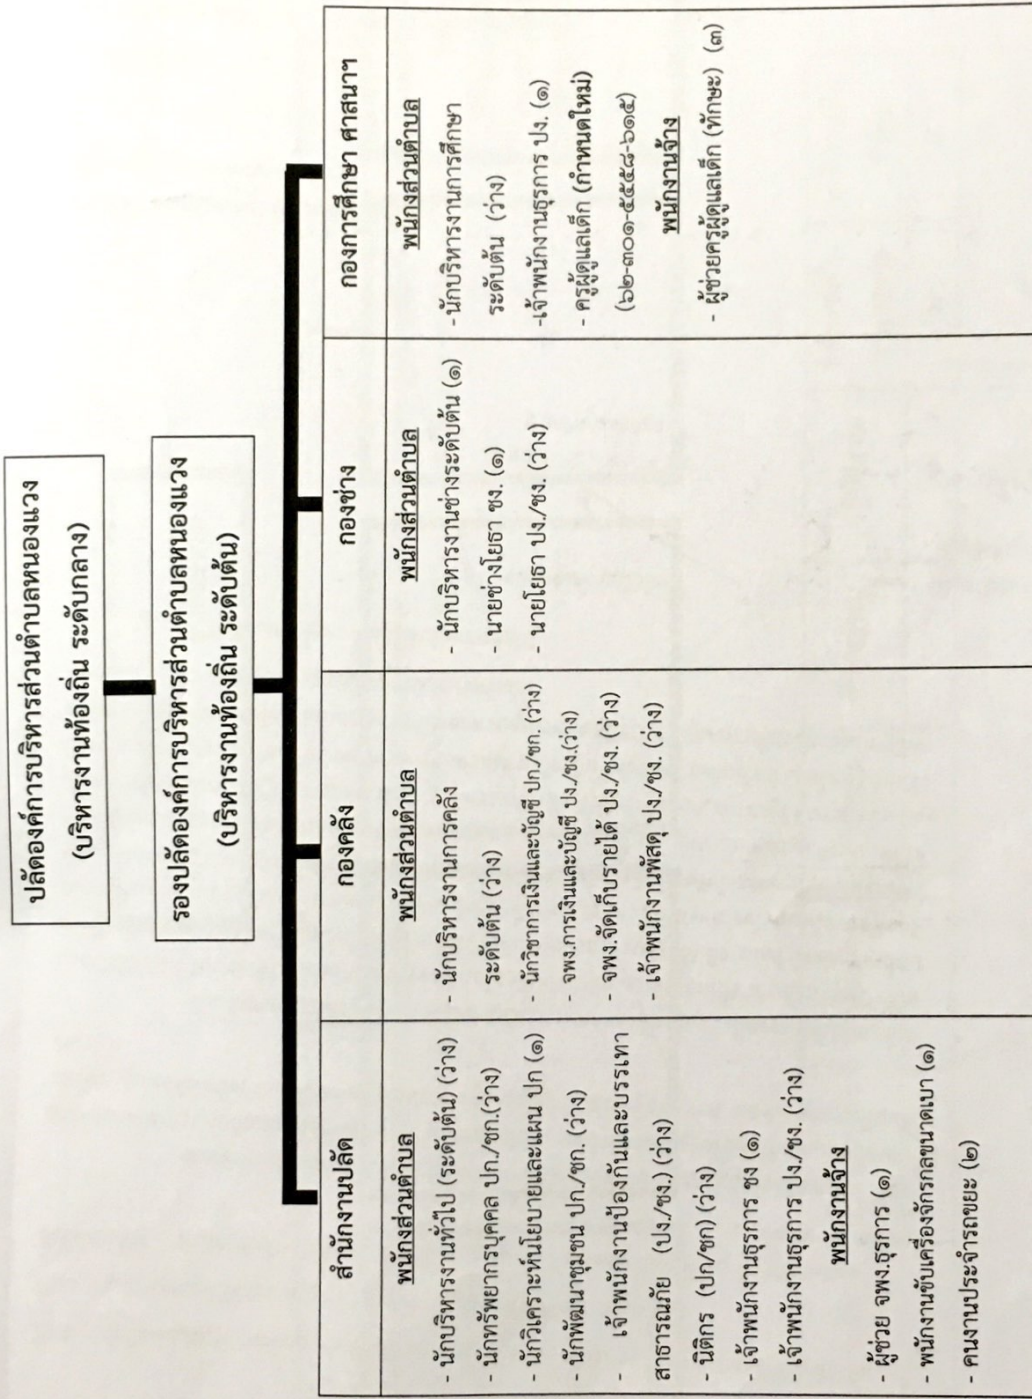 ปลัดองค์การบริหารส่วนตำบลหนองแวง
(บริหารงานท้องถิ่น ระดับกลาง)
รองปลัดองค์การบริหารส่วนตำบลหนองแวง
(บริหารงานท้องถิ่น ระดับต้น)
สำนักงานปลัด
พนักงส่วนตำบล
- นักบริหารงานทั่วไป (ระดับต้น) (ว่าง)
- นักทรัพยากรบุคคล ปก./ชก.(ว่าง)
- นักวิเคราะห์นโยบายและแผน ปก (๑)
- นักพัฒนาชุมชน ปก./ชก. (ว่าง)
- เจ้าพนักงานป้องกันและบรรเทา
สาธารณภัย (ปง./ชง.) (ว่าง)
- นิติกร (ปก/ชก) (ว่าง)
- เจ้าพนักงานธุรการ ชง (๑)
- เจ้าพนักงานธุรการ ปง./ชง. (ว่าง)
พนักงานจ้าง
- ผู้ช่วย จพง.ธุรการ (๑)
- พนักงานขับเครื่องจักรกลขนาดเบา (๑)
- คนงานประจำรถขยะ (๒)
กองคลัง
พนักงส่วนตำบล
- นักบริหารงานการคลัง
ระดับต้น (ว่าง)
- นักวิชาการเงินและบัญชี ปก./ชก. (ว่าง)
- จพง.การเงินและบัญชี ปง./ชง.(ว่าง)
- จพง.จัดเก็บรายได้ ปง./ชง. (ว่าง)
- เจ้าพนักงานพัสดุ ปง./ชง. (ว่าง)
กองช่าง
พนักงส่วนตำบล
- นักบริหารงานช่างระดับต้น (๑)
- นายช่างโยธา ชง. (๑)
- นายโยธา ปง./ชง. (ว่าง)
กองการศึกษา ศาสนาฯ
พนักงส่วนตำบล
-นักบริหารงานการศึกษา
ระดับต้น (ว่าง)
-เจ้าพนักงานธุรการ ปง. (๑)
- ครูผู้ดูแลเด็ก (กำหนดใหม่)
(๖๒-๓๐๑-๕๕๕๘-๖๑๕)
พนักงานจ้าง
- ผู้ช่วยครูผู้ดูแลเด็ก (ทักษะ) (๓)